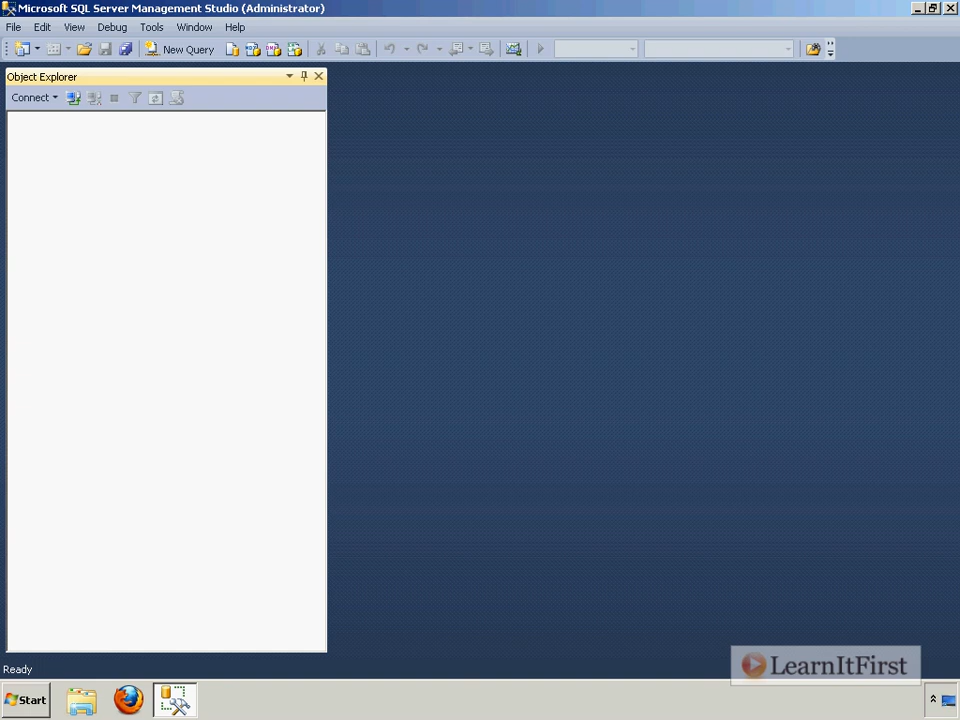 Microsoft SQL Server Management Studio (Administrator)
File Edit View Debug Tools Window Help
New Query
Object Explorer
Connect
Ready
LearnItFirst
Start